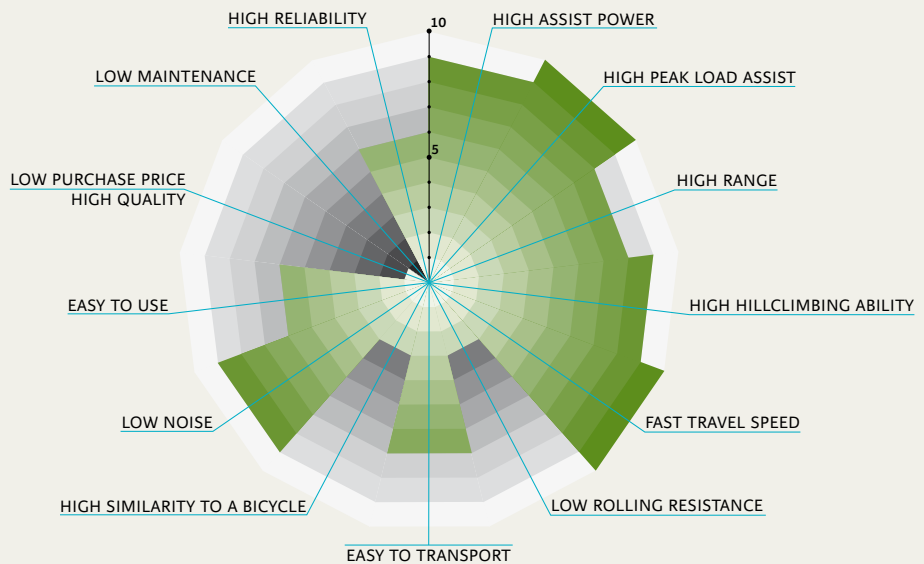 10
HIGH RELIABILITY
HIGH ASSIST POWER
LOW MAINTENANCE
HIGH PEAK LOAD ASSIST
5
LOW PURCHASE PRICE
HIGH QUALITY
HIGH RANGE
EASY TO USE
HIGH HILLCLIMBING ABILITY
LOW NOISE
FAST TRAVEL SPEED
HIGH SIMILARITY TO A BICYCLE
LOW ROLLING RESISTANCE
EASY TO TRANSPORT